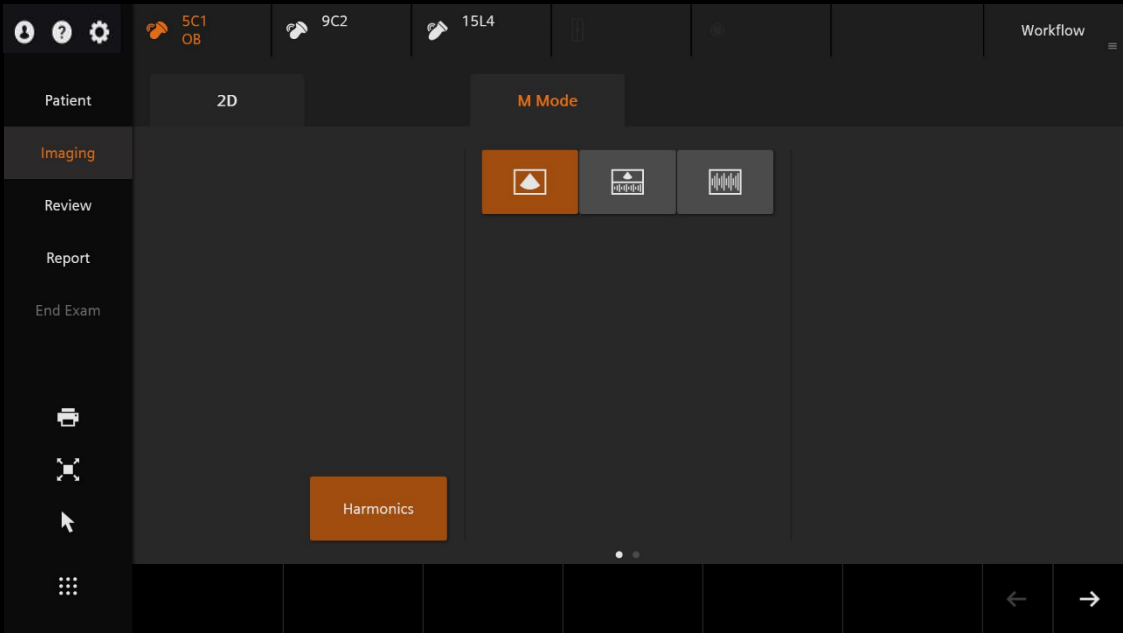 5C1
OB
9C2
15L4
Workflow
Patient
2D
M Mode
Imaging
Review
Report
End Exam
Harmonics